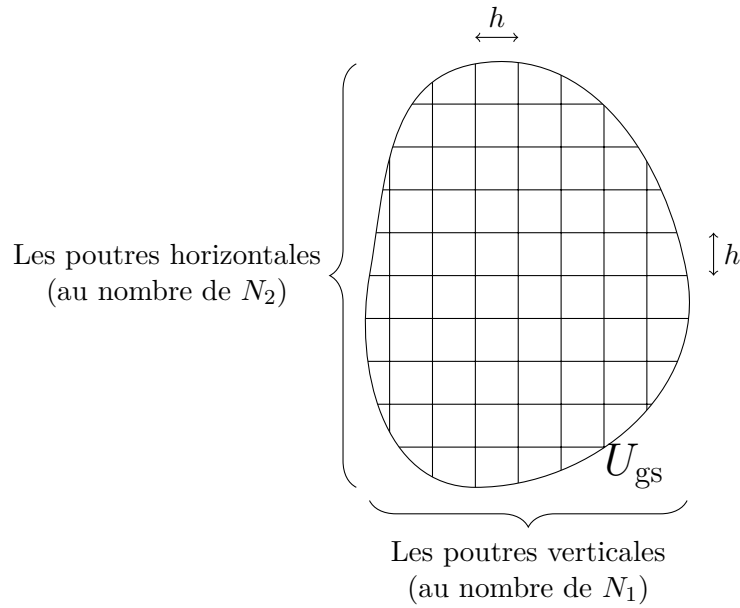 h
Les poutres horizontales
(au nombre de N₂)
h
U_gs
Les poutres verticales
(au nombre de N₁)